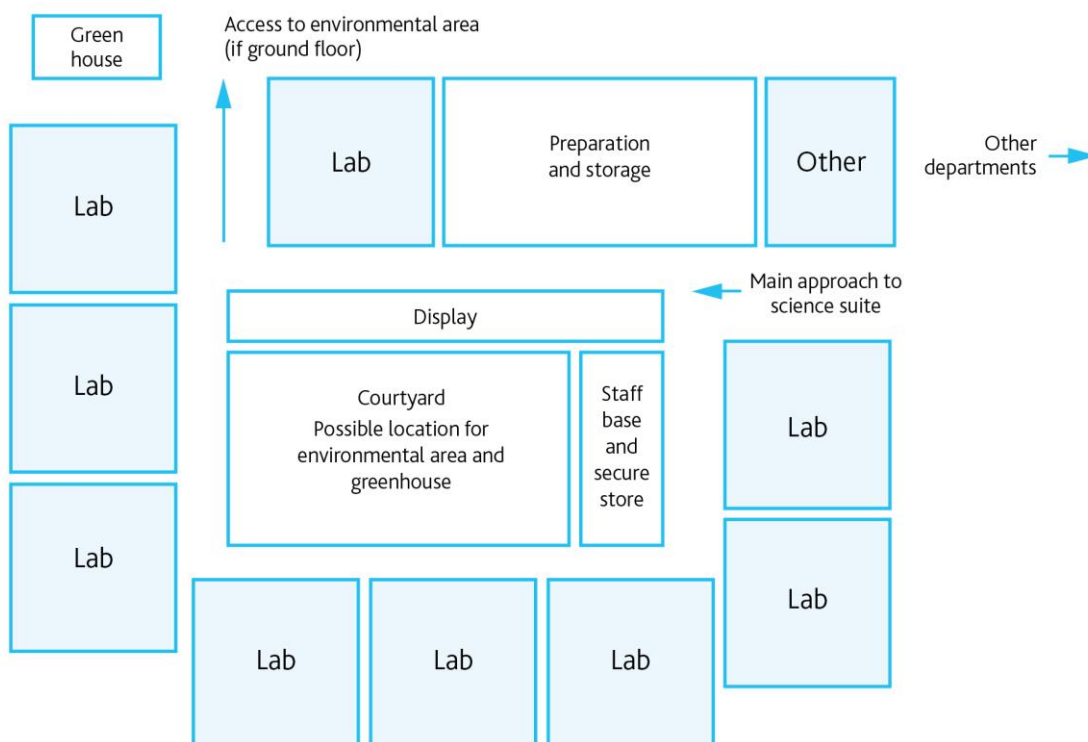 Green
house
Access to environmental area
(if ground floor)
Lab
Preparation
and storage
Other
Other
departments
Lab
Main approach to
science suite
Display
Lab
Courtyard
Possible location for
environmental area and
greenhouse
Staff
base
and
secure
store
Lab
Lab
Lab
Lab
Lab
Lab